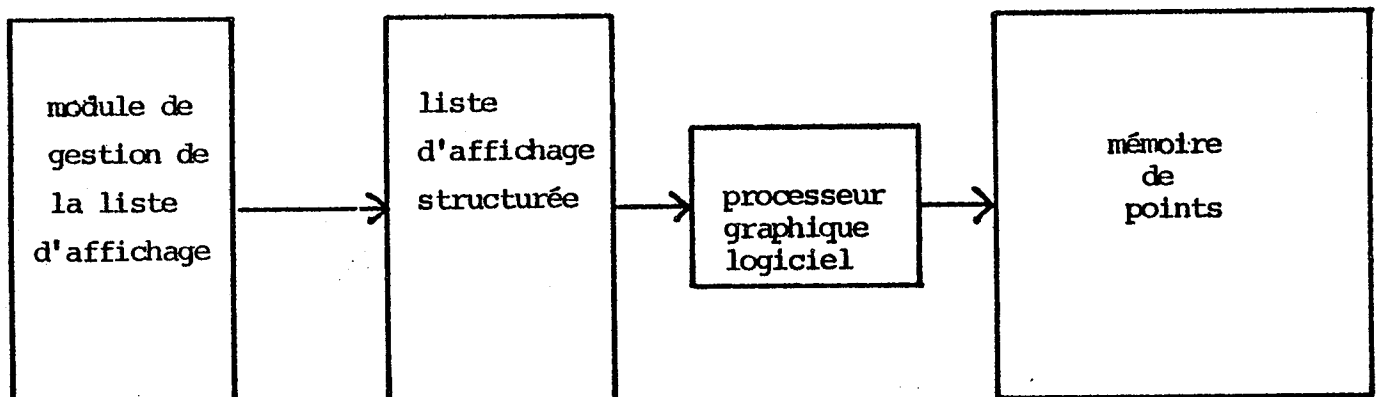 module de
gestion de
la liste
d'affichage
liste
d'affichage
structurée
processeur
graphique
logiciel
mémoire
de
points